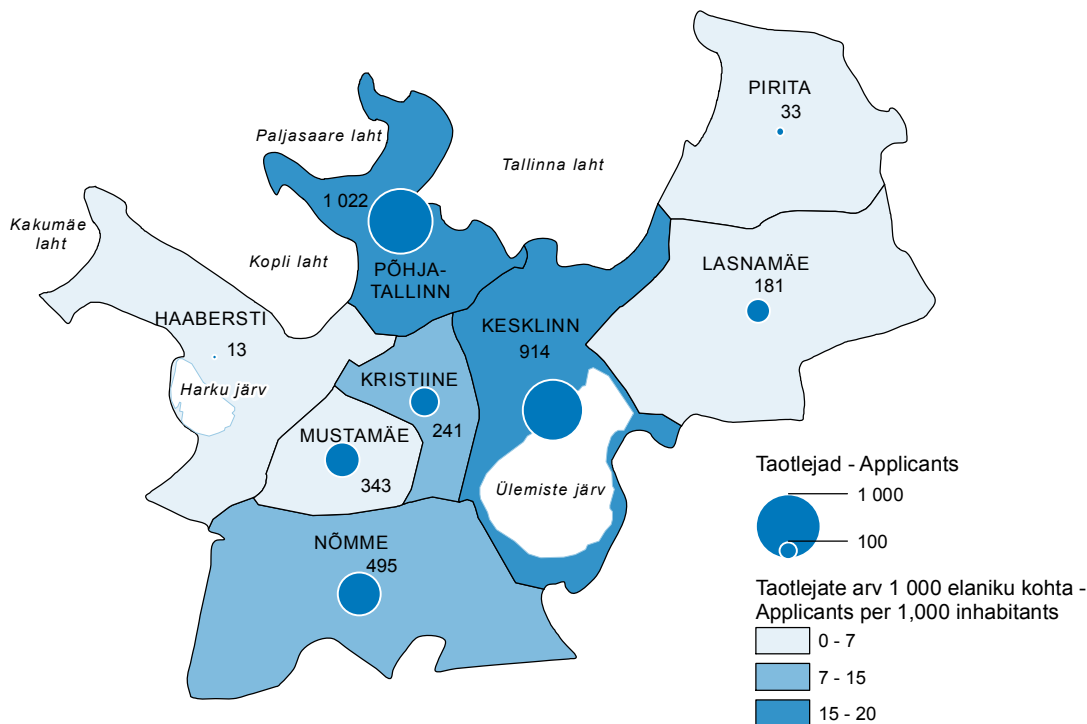 PIRITA
33
Paljasaare laht
Tallinna laht
1 022
Kakumäe
laht
Kopli laht
PÕHJA-
TALLINN
LASNAMÄE
181
HAABERSTI
13
KESKLINN
914
Harku järv
KRISTIINE
241
MUSTAMÄE
343
Ülemiste järv
NÕMME
495
Taotlejad - Applicants
1 000
100
Taotlejate arv 1 000 elaniku kohta -
Applicants per 1,000 inhabitants
0 - 7
7 - 15
15 - 20